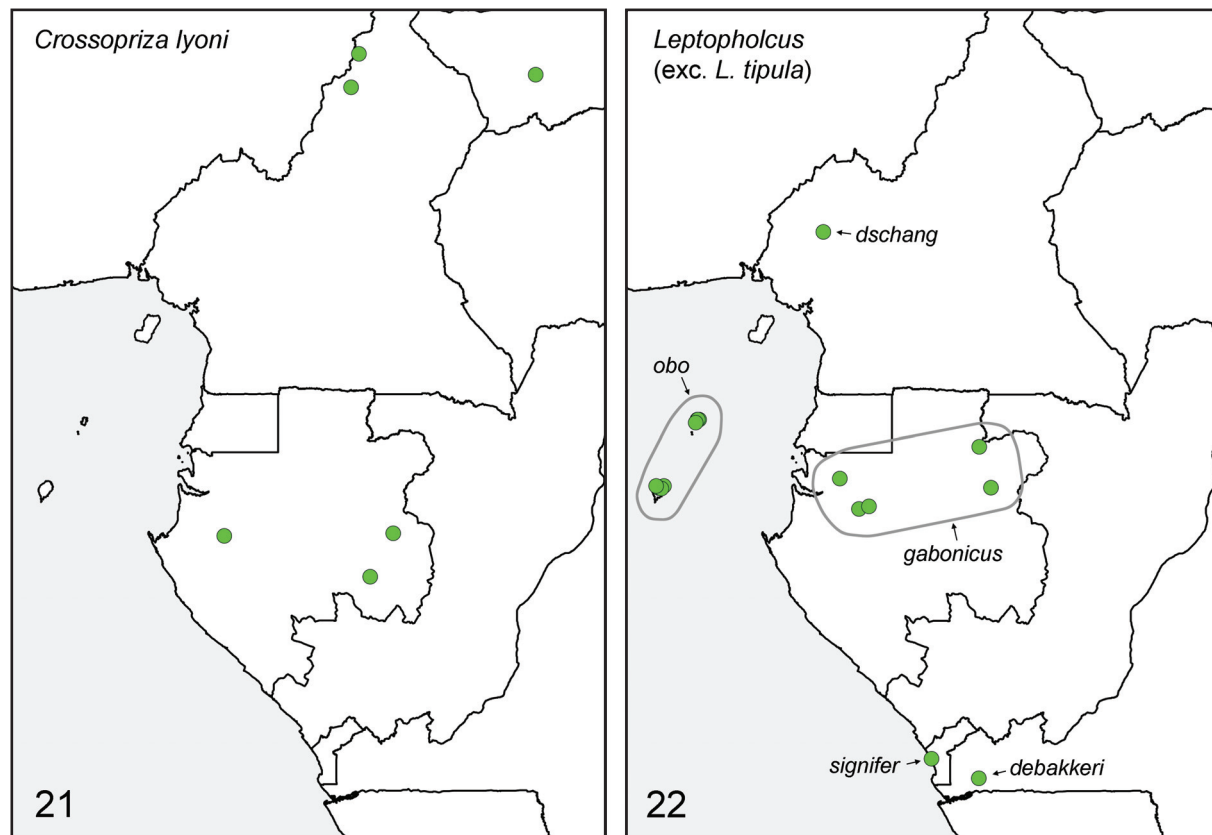 Crossopriza lyoni
21
Leptopholcus
(exc. L. tipula)
dschang
obo
gabonicus
signifer
debakkeri
22